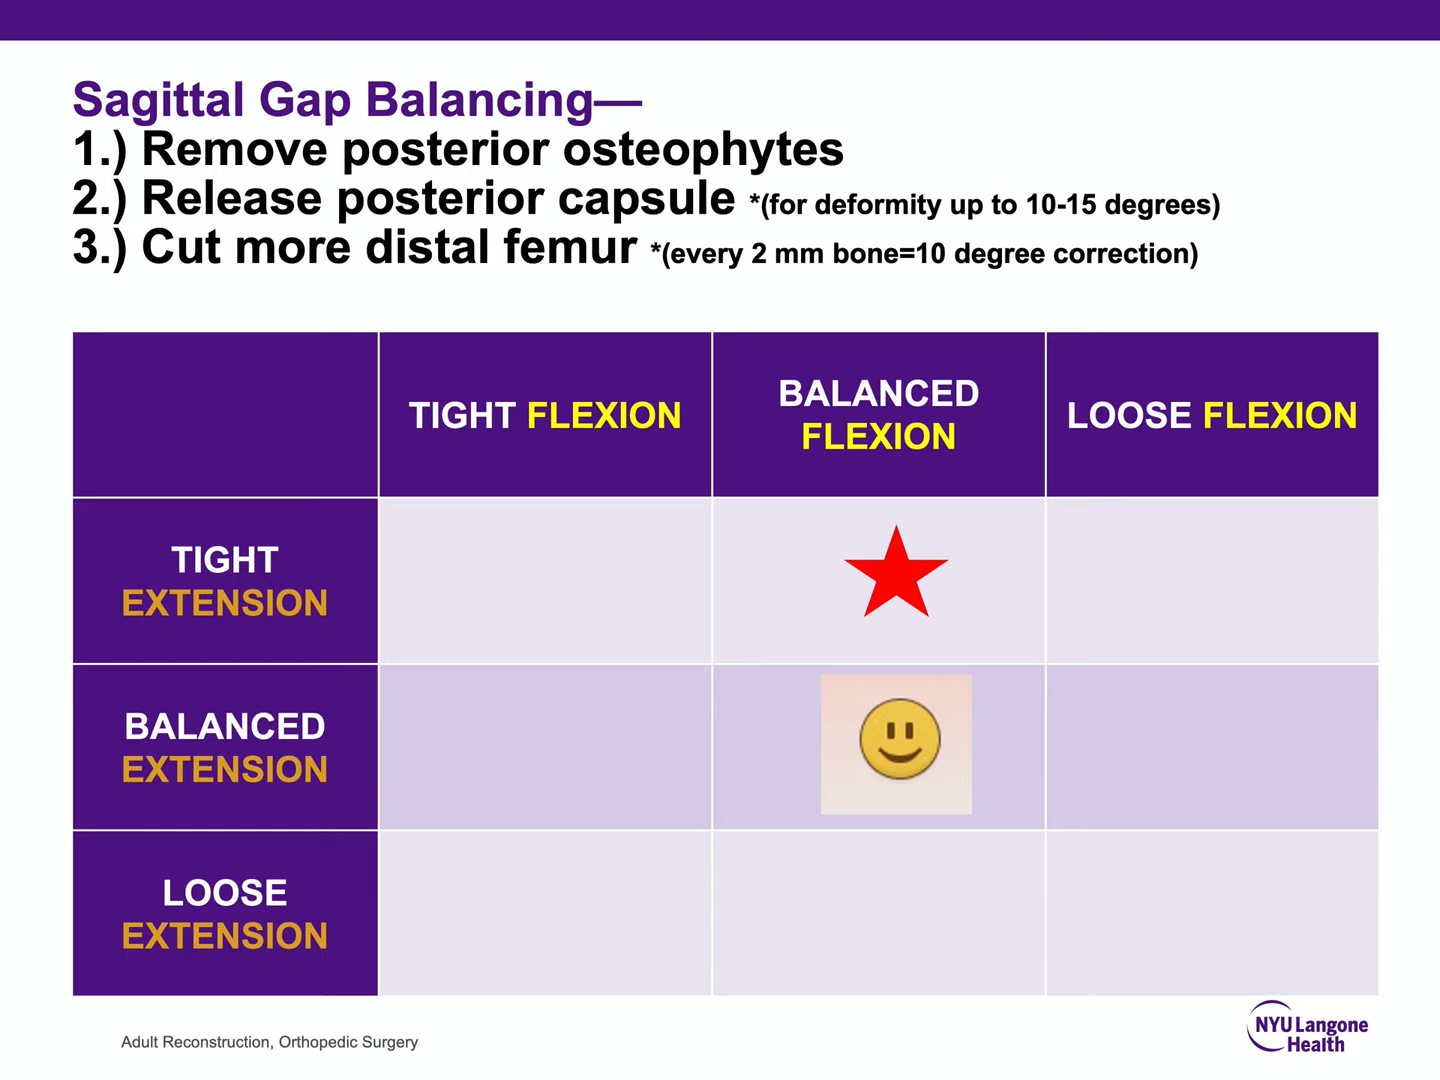 Sagittal Gap Balancing—
1.) Remove posterior osteophytes
2.) Release posterior capsule *(for deformity up to 10-15 degrees)
3.) Cut more distal femur *(every 2 mm bone=10 degree correction)
TIGHT FLEXION
BALANCED
FLEXION
LOOSE FLEXION
TIGHT
EXTENSION
BALANCED
EXTENSION
LOOSE
EXTENSION
Adult Reconstruction, Orthopedic Surgery
NYU Langone
Health